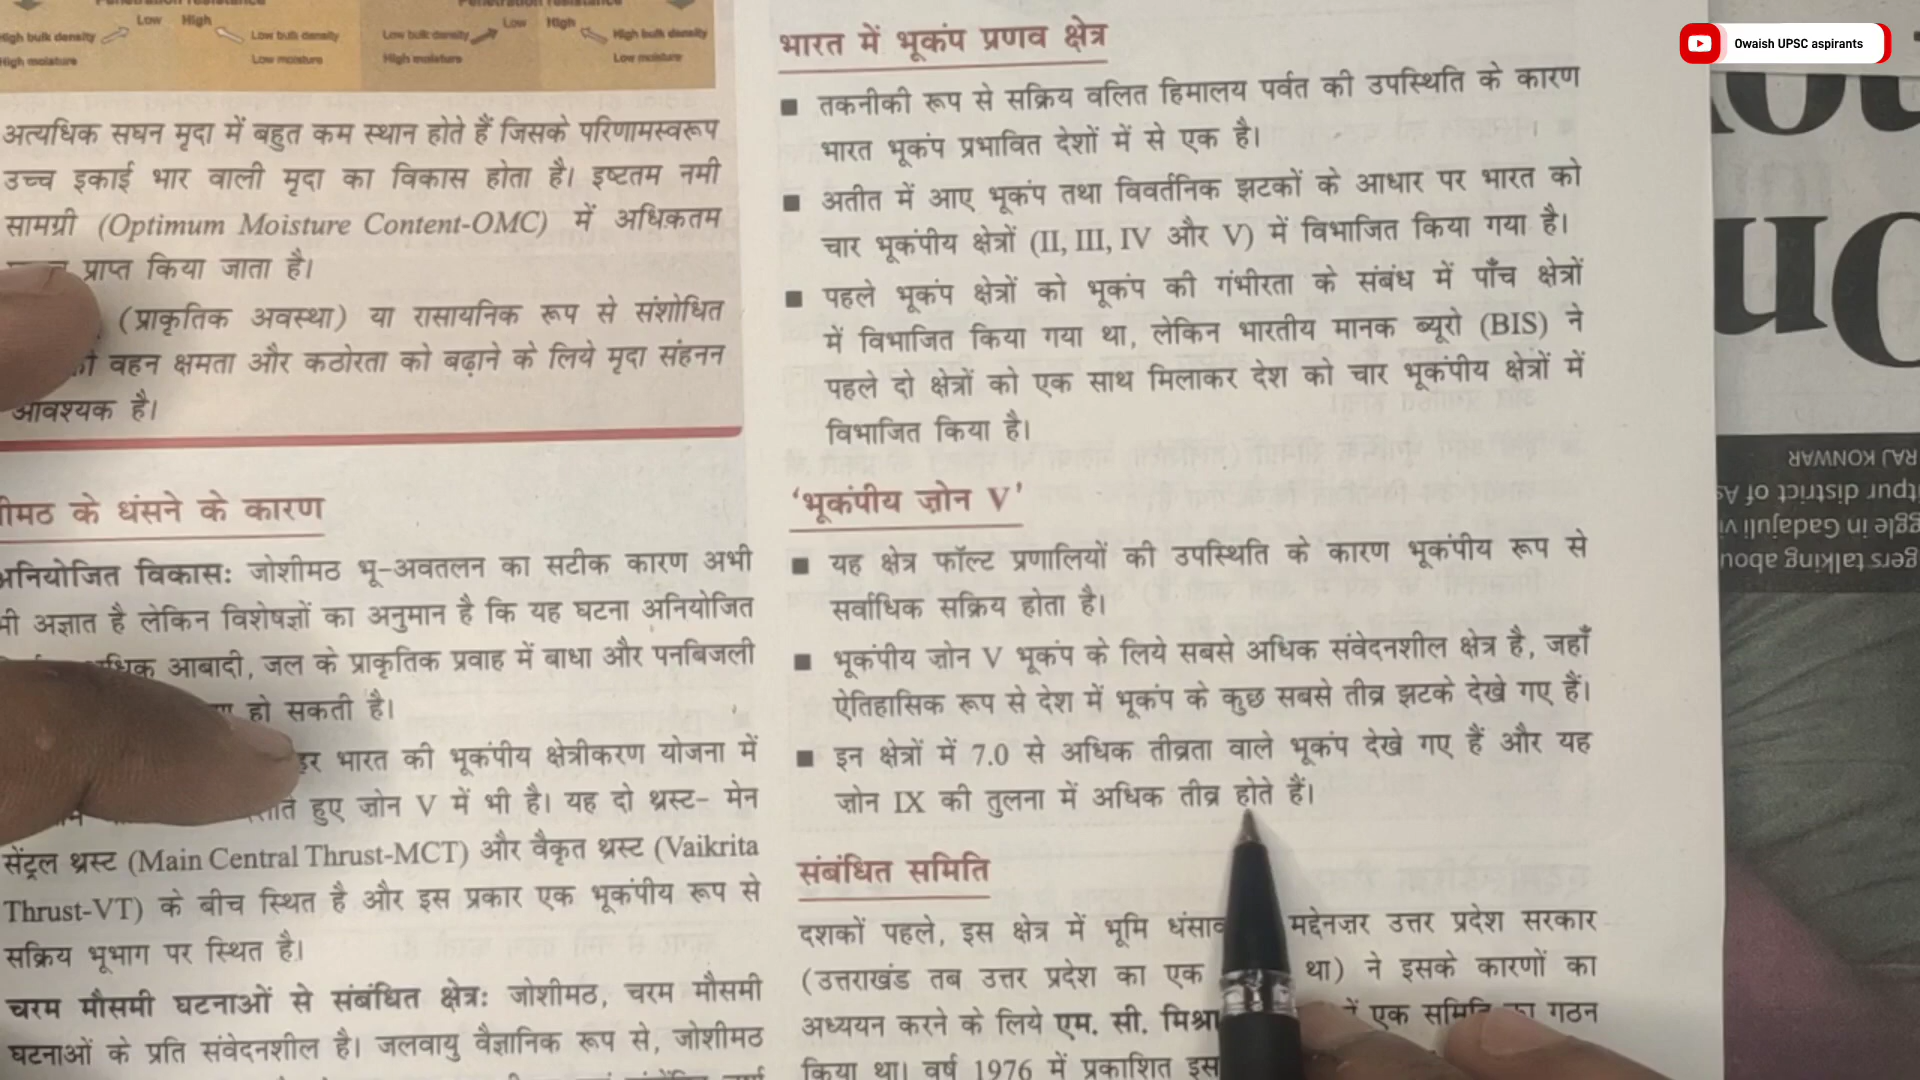 Low High
High bulk density
Low bulk density
High moisture
Low moisture
Low High
Low bulk density
High bulk density
High moisture
Low moisture
अत्यधिक सघन मृदा में बहुत कम स्थान होते हैं जिसके परिणामस्वरूप
उच्च इकाई भार वाली मृदा का विकास होता है। इष्टतम नमी
सामग्री (Optimum Moisture Content-OMC) में अधिकतम
प्राप्त किया जाता है।
(प्राकृतिक अवस्था) या रासायनिक रूप से संशोधित
वहन क्षमता और कठोरता को बढ़ाने के लिये मृदा संहनन
आवश्यक है।
के धंसने के कारण
अनियोजित विकास: जोशीमठ भू-अवतलन का सटीक कारण अभी
भी अज्ञात है लेकिन विशेषज्ञों का अनुमान है कि यह घटना अनियोजित
आबादी, जल के प्राकृतिक प्रवाह में बाधा और पनबिजली
हो सकती है।
भारत की भूकंपीय क्षेत्रीकरण योजना में
हुए ज़ोन V में भी है। यह दो थ्रस्ट- मेन
सेंट्रल थ्रस्ट (Main Central Thrust-MCT) और वैकृत थ्रस्ट (Vaikrita
Thrust-VT) के बीच स्थित है और इस प्रकार एक भूकंपीय रूप से
सक्रिय भूभाग पर स्थित है।
चरम मौसमी घटनाओं से संबंधित क्षेत्र: जोशीमठ, चरम मौसमी
घटनाओं के प्रति संवेदनशील है। जलवायु वैज्ञानिक रूप से, जोशीमठ
भारत में भूकंप प्रणव क्षेत्र
■ तकनीकी रूप से सक्रिय वलित हिमालय पर्वत की उपस्थिति के कारण
भारत भूकंप प्रभावित देशों में से एक है।
■ अतीत में आए भूकंप तथा विवर्तनिक झटकों के आधार पर भारत को
चार भूकंपीय क्षेत्रों (II, III, IV और V) में विभाजित किया गया है।
■ पहले भूकंप क्षेत्रों को भूकंप की गंभीरता के संबंध में पाँच क्षेत्रों
में विभाजित किया गया था, लेकिन भारतीय मानक ब्यूरो (BIS) ने
पहले दो क्षेत्रों को एक साथ मिलाकर देश को चार भूकंपीय क्षेत्रों में
विभाजित किया है।
'भूकंपीय ज़ोन V'
■ यह क्षेत्र फॉल्ट प्रणालियों की उपस्थिति के कारण भूकंपीय रूप से
सर्वाधिक सक्रिय होता है।
■ भूकंपीय ज़ोन V भूकंप के लिये सबसे अधिक संवेदनशील क्षेत्र है, जहाँ
ऐतिहासिक रूप से देश में भूकंप के कुछ सबसे तीव्र झटके देखे गए हैं।
■ इन क्षेत्रों में 7.0 से अधिक तीव्रता वाले भूकंप देखे गए हैं और यह
ज़ोन IX की तुलना में अधिक तीव्र होते हैं।
संबंधित समिति
दशकों पहले, इस क्षेत्र में भूमि मद्देनज़र उत्तर प्रदेश सरकार
(उत्तराखंड तब उत्तर प्रदेश का एक था) ने इसके कारणों का
अध्ययन करने के लिये एम. सी. मिश्रा एक समिति गठन
किया था। वर्ष 1976 में प्रकाशित इस
Owaish UPSC aspirants
RAJ KONWAR
district of
in Gadajuli
talking